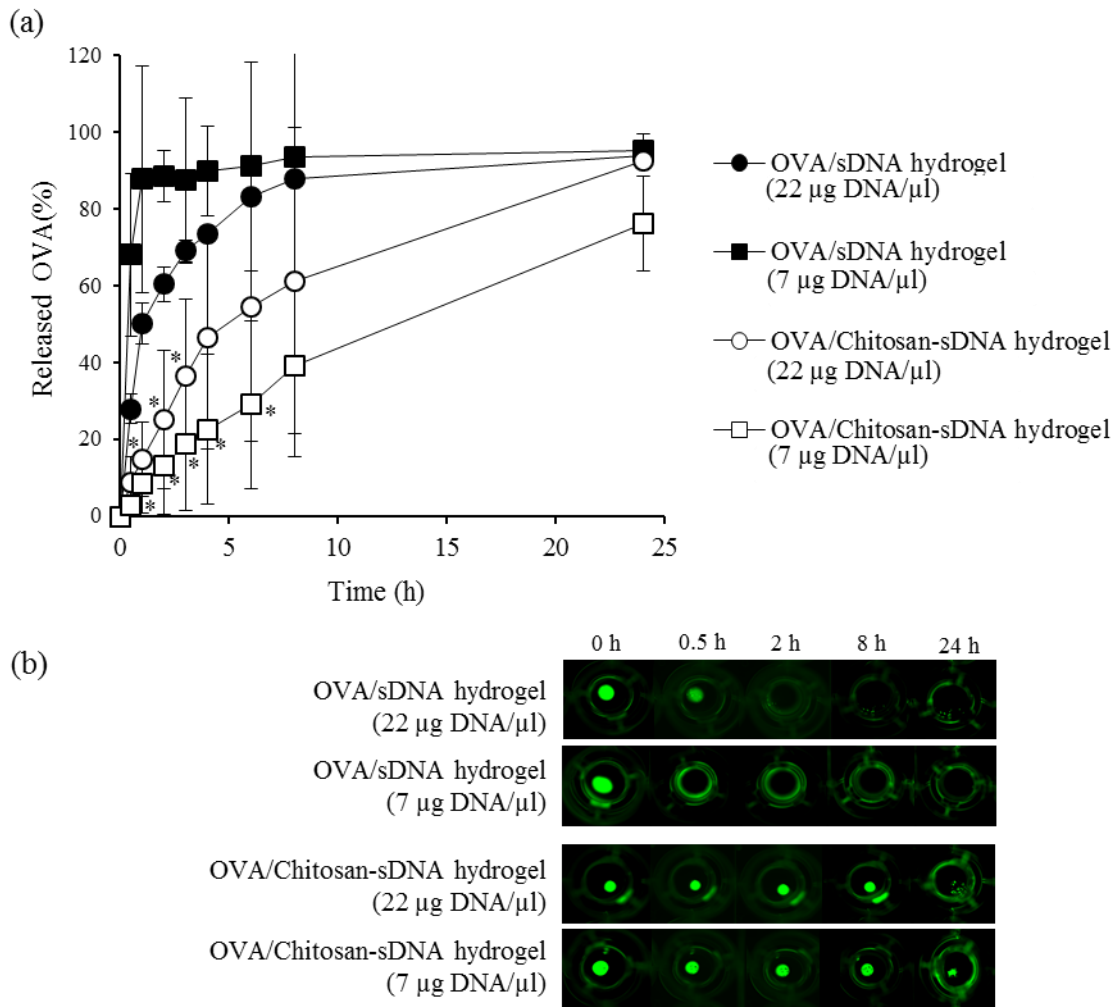 (a)
120
100
80
60
40
20
0
Released OVA(%)
0 5 10 15 20 25
Time (h)
OVA/sDNA hydrogel
(22 µg DNA/µl)
OVA/sDNA hydrogel
(7 µg DNA/µl)
OVA/Chitosan-sDNA hydrogel
(22 µg DNA/µl)
OVA/Chitosan-sDNA hydrogel
(7 µg DNA/µl)
* * * * * * * *
(b)
0 h 0.5 h 2 h 8 h 24 h
OVA/sDNA hydrogel
(22 µg DNA/µl)
OVA/sDNA hydrogel
(7 µg DNA/µl)
OVA/Chitosan-sDNA hydrogel
(22 µg DNA/µl)
OVA/Chitosan-sDNA hydrogel
(7 µg DNA/µl)